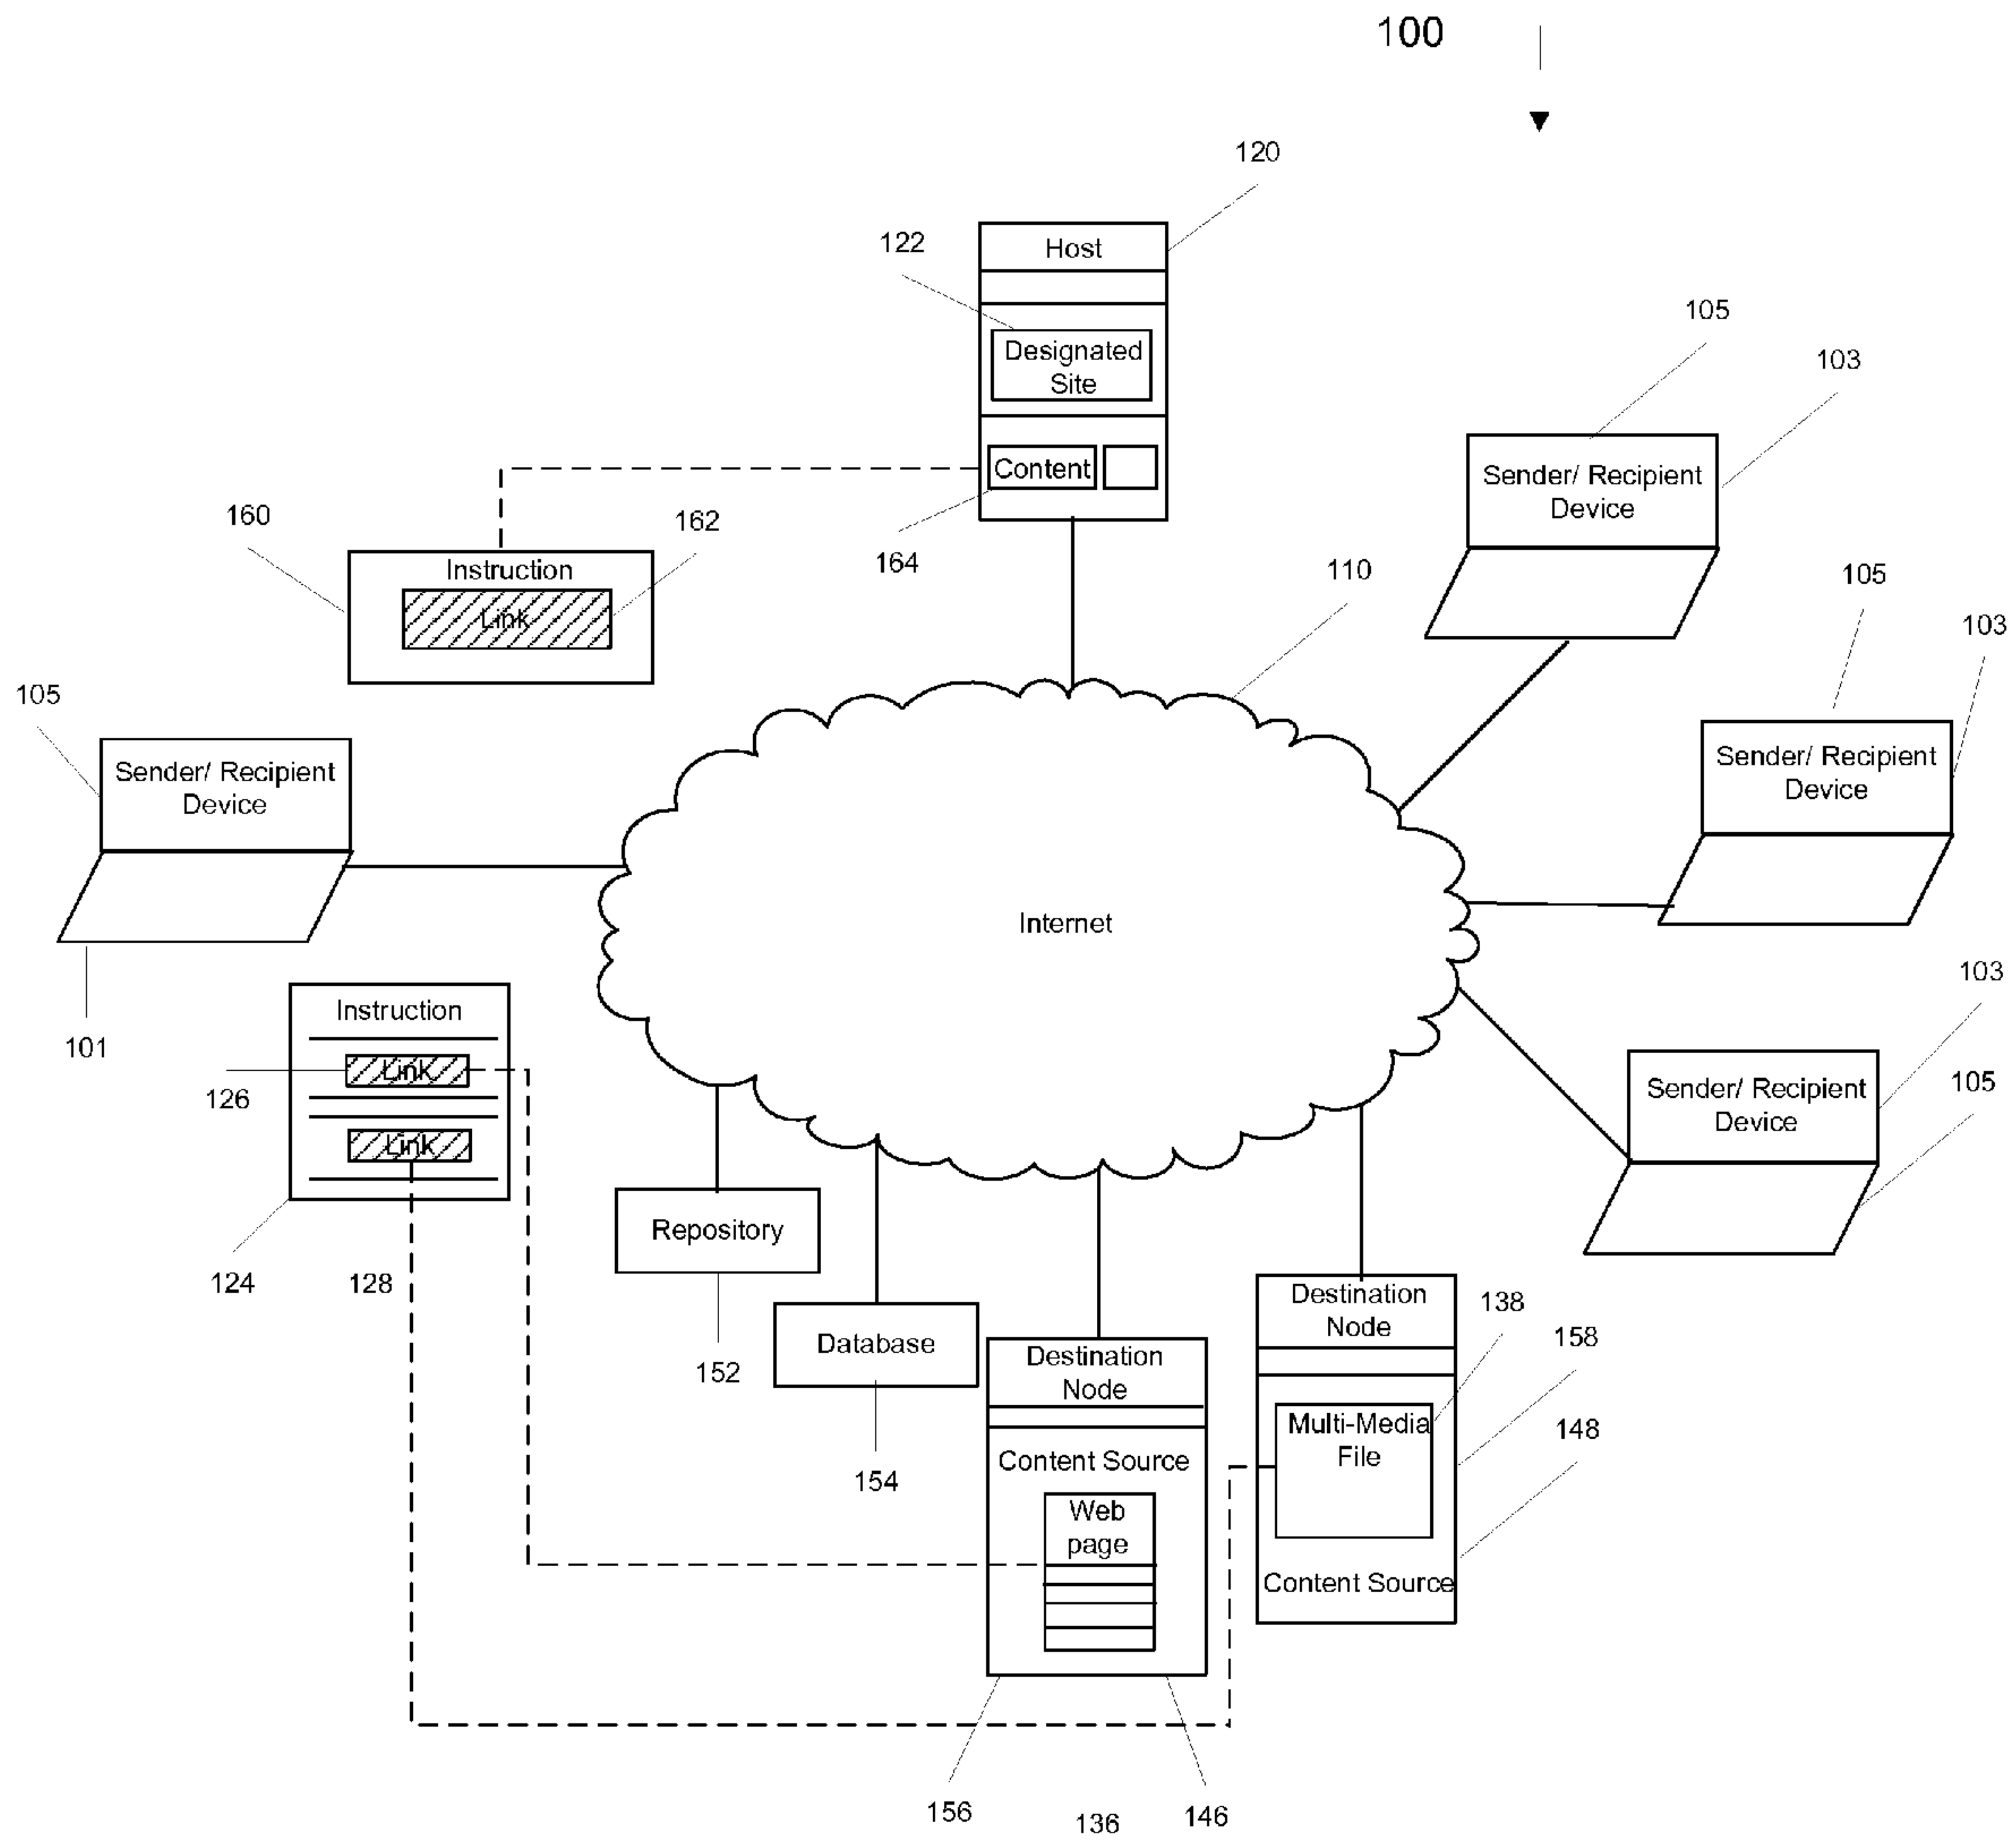 100
120
Host
122
Designated
Site
Content
164
105
103
Sender/ Recipient
Device
160
162
Instruction
Link
110
105
103
Sender/ Recipient
Device
105
Sender/ Recipient
Device
101
Internet
103
105
Sender/ Recipient
Device
105
Instruction
Link
126
Link
124
128
Repository
152
Database
154
Destination
Node
Content Source
Web
page
156
136
146
Destination
Node
138
158
Multi-Media
File
148
Content Source